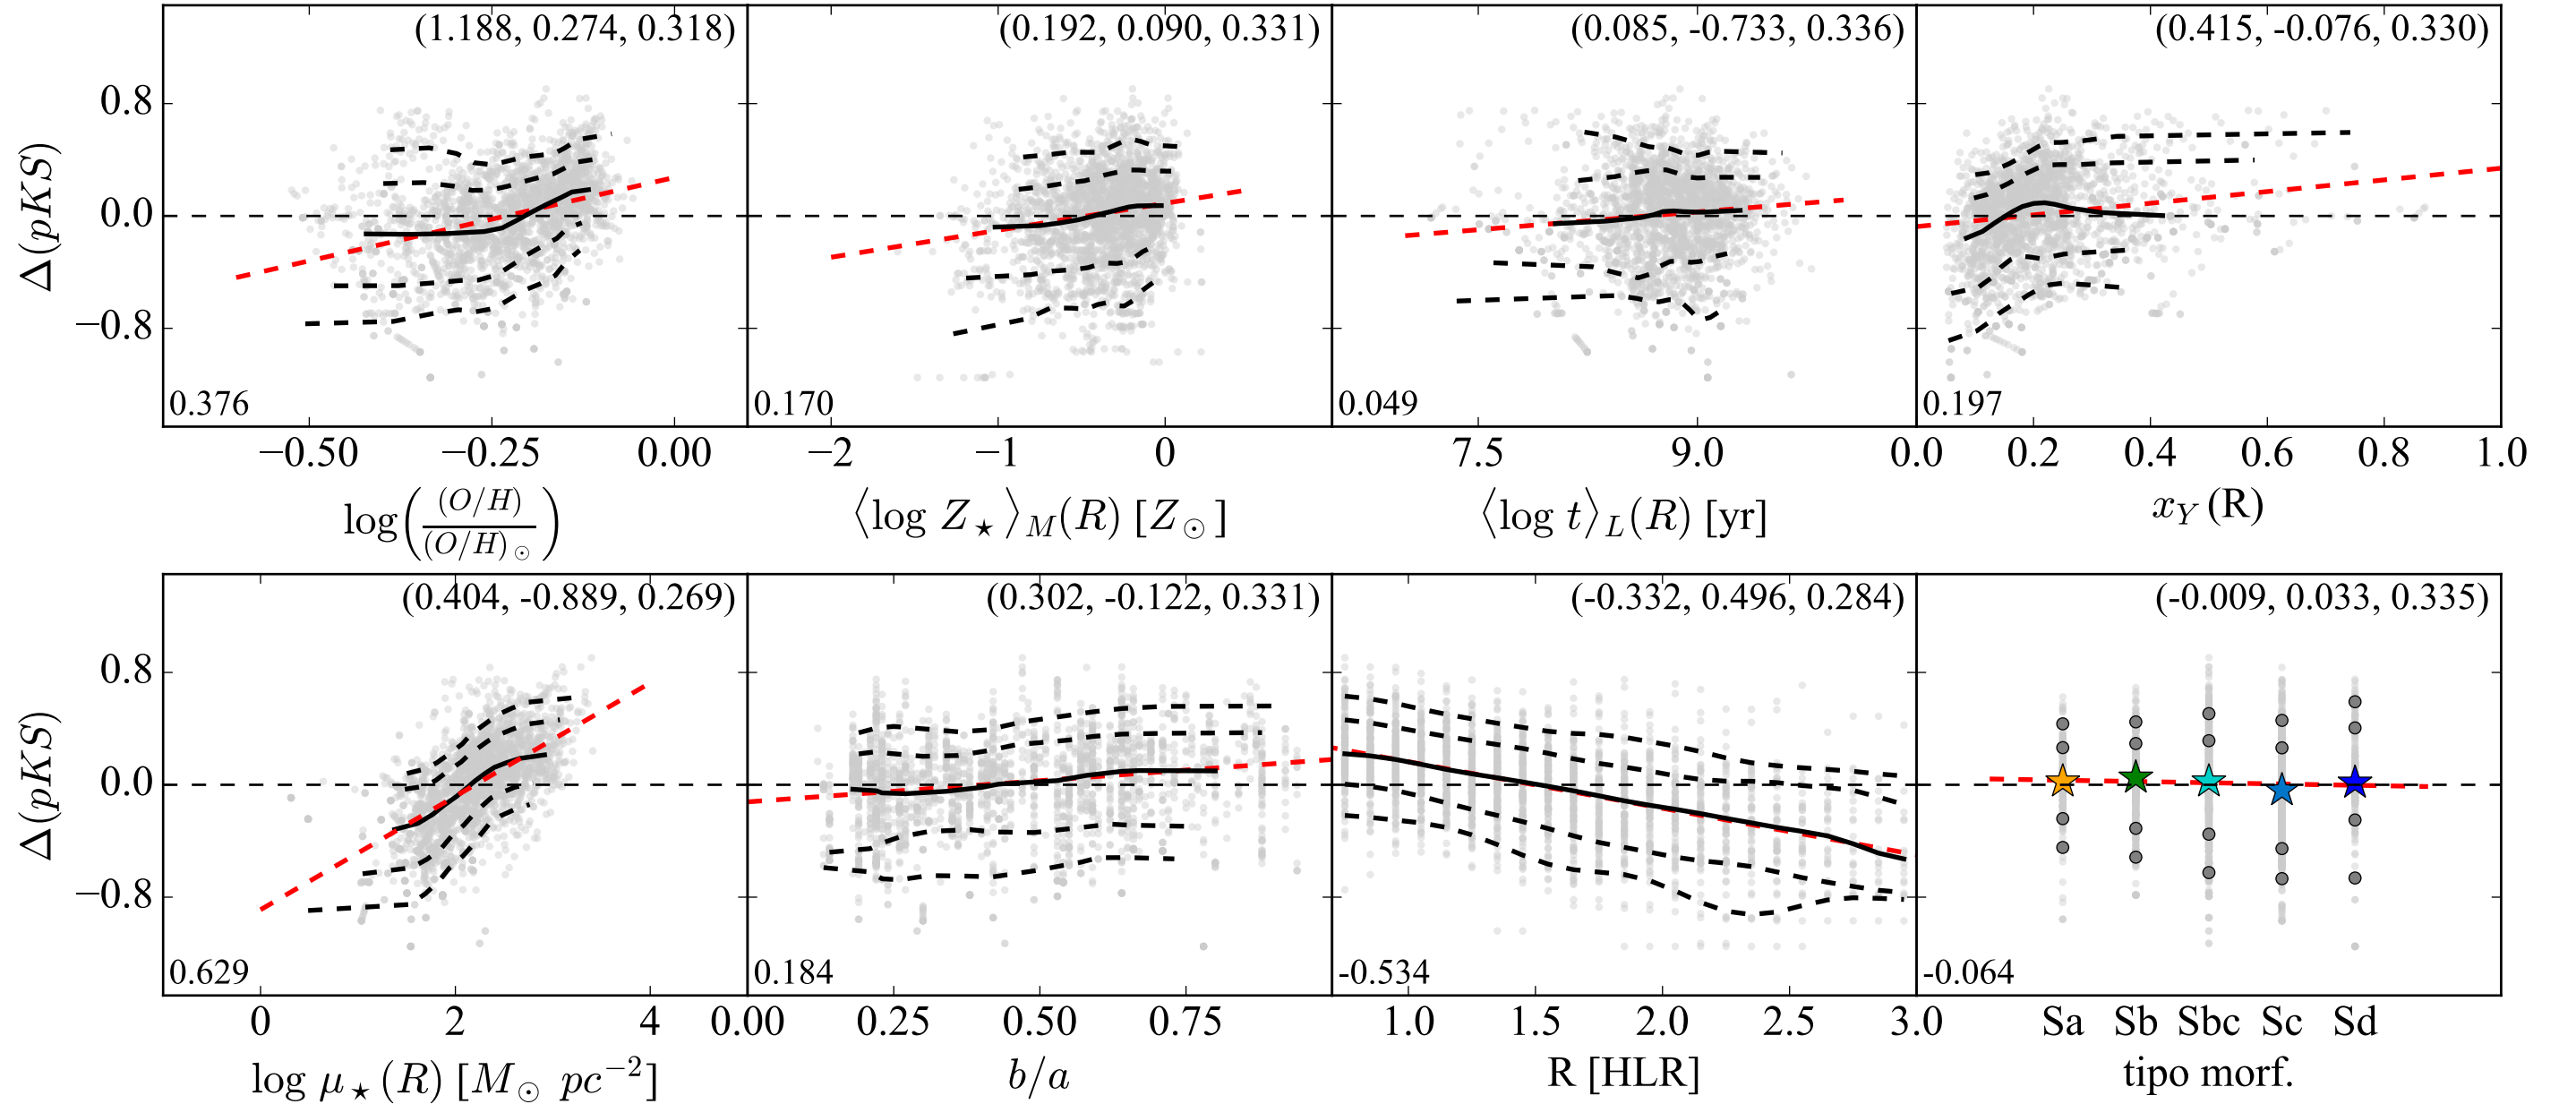 (1.188, 0.274, 0.318) (0.192, 0.090, 0.331) (0.085, -0.733, 0.336) (0.415, -0.076, 0.330)
0.8
Δ(pKS)
0.0
−0.8
0.376 0.170 0.049 0.197
−0.50 −0.25 0.00 −2 −1 0 7.5 9.0 0.0 0.2 0.4 0.6 0.8 1.0
log((O/H)/(O/H)⊙) ⟨log Z⋆⟩M(R) [Z⊙] ⟨log t⟩L(R) [yr] xY(R)
(0.404, -0.889, 0.269) (0.302, -0.122, 0.331) (-0.332, 0.496, 0.284) (-0.009, 0.033, 0.335)
0.8
Δ(pKS)
0.0
−0.8
0.629 0.184 -0.534 -0.064
0 2 4 0.00 0.25 0.50 0.75 1.0 1.5 2.0 2.5 3.0 Sa Sb Sbc Sc Sd
log μ⋆(R) [M⊙ pc⁻²] b/a R [HLR] tipo morf.